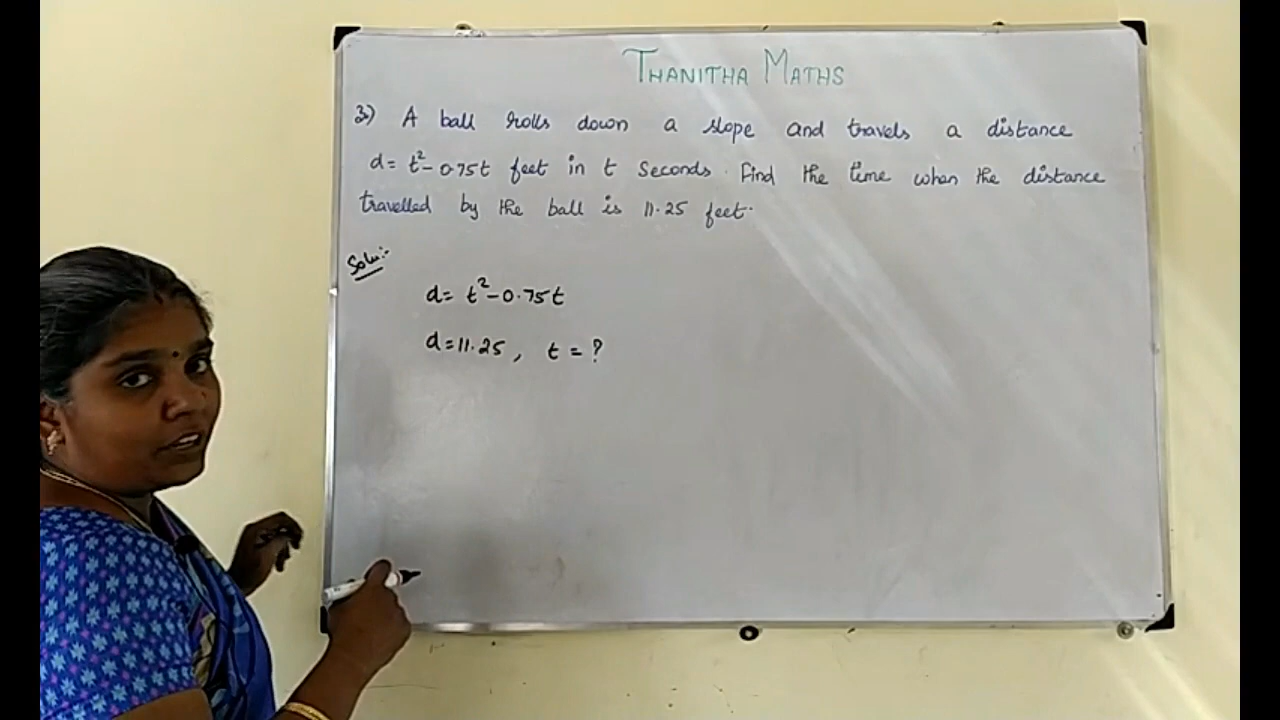 THANITHA MATHS
3) A ball rolls down a slope and travels a distance
d = t² - 0.75t feet in t seconds. Find the time when the distance
travelled by the ball is 11.25 feet.
Solu:-
d = t² - 0.75t
d = 11.25, t = ?